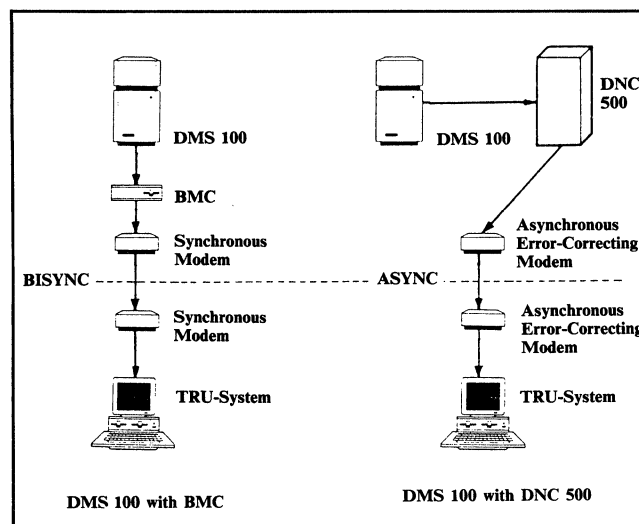 DMS 100
BMC
Synchronous
Modem
BISYNC
Synchronous
Modem
TRU-System
DMS 100 with BMC
DNC
500
DMS 100
Asynchronous
Error-Correcting
Modem
ASYNC
Asynchronous
Error-Correcting
Modem
TRU-System
DMS 100 with DNC 500